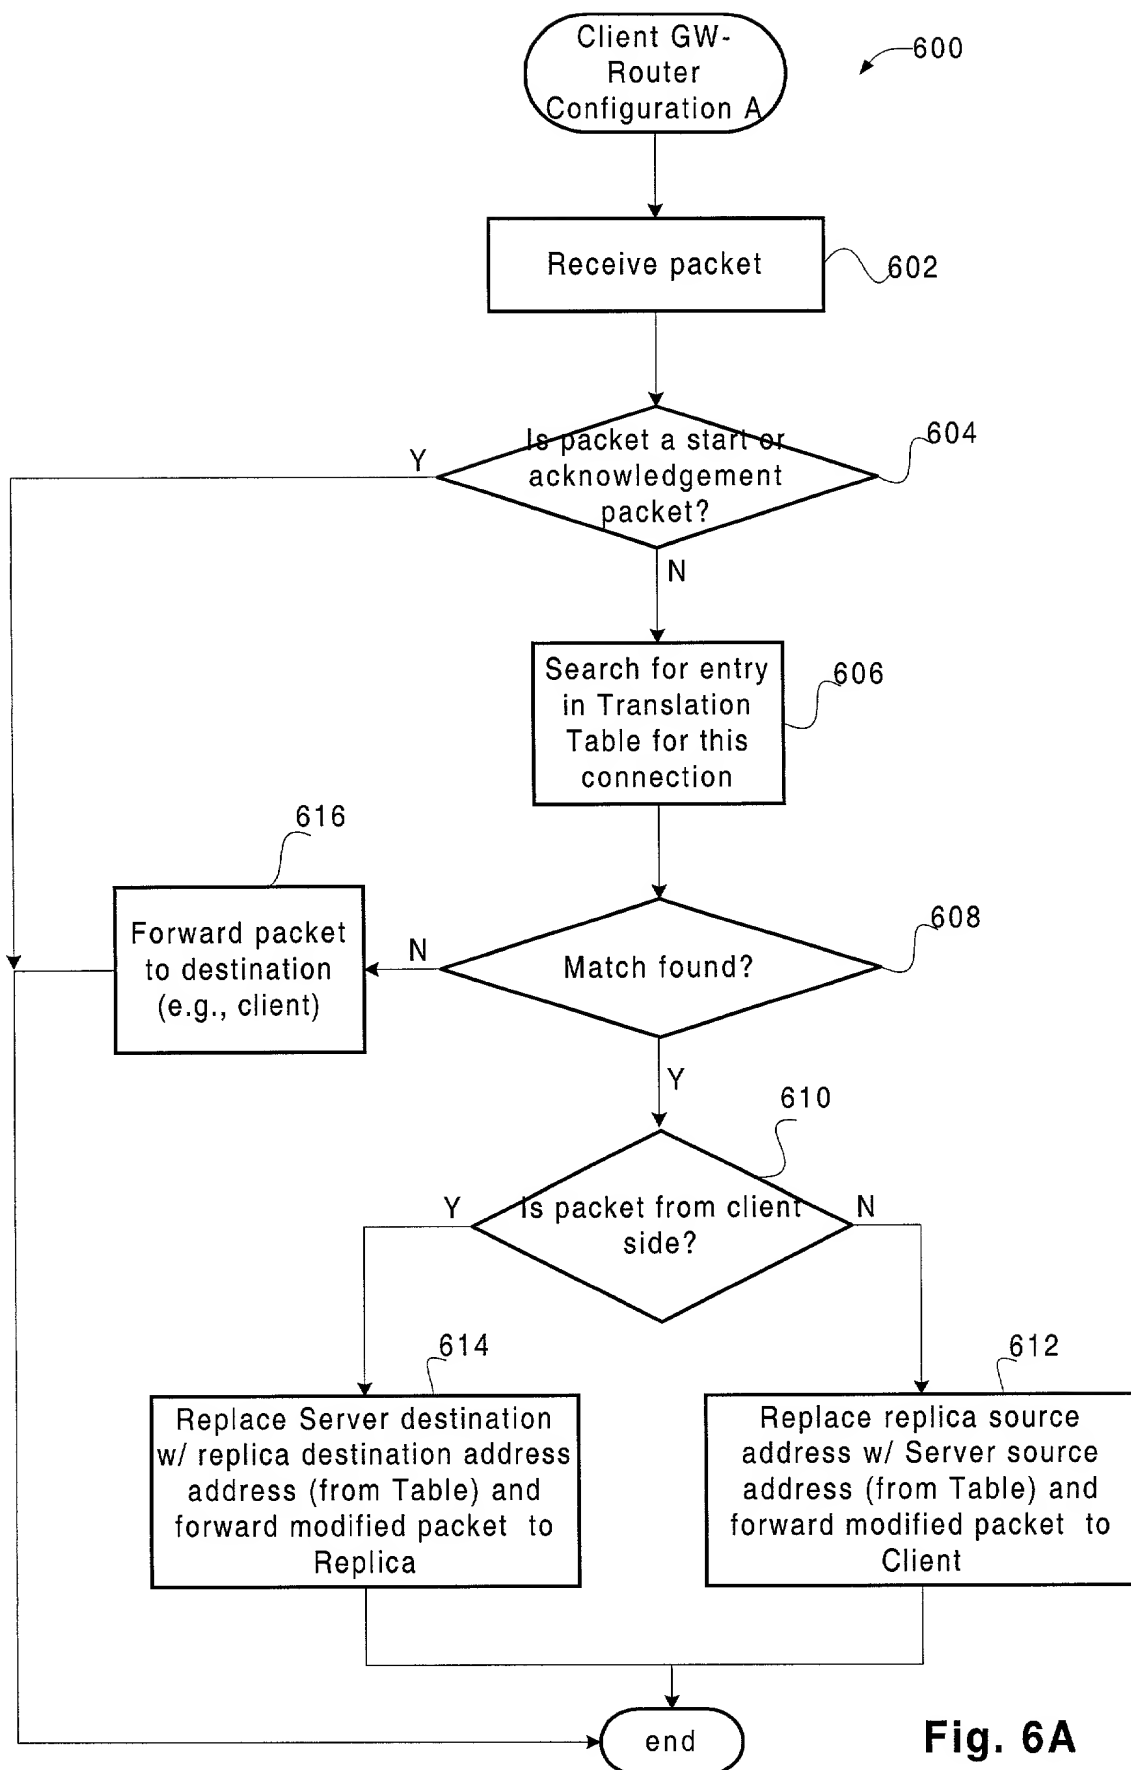 Client GW-
Router
Configuration A
600
Receive packet
602
Is packet a start or
acknowledgement
packet?
604
Y
N
Search for entry
in Translation
Table for this
connection
606
616
Forward packet
to destination
(e.g., client)
N
Match found?
608
Y
610
Y
Is packet from client
side?
N
614
612
Replace Server destination
w/ replica destination address
address (from Table) and
forward modified packet to
Replica
Replace replica source
address w/ Server source
address (from Table) and
forward modified packet to
Client
end
Fig. 6A